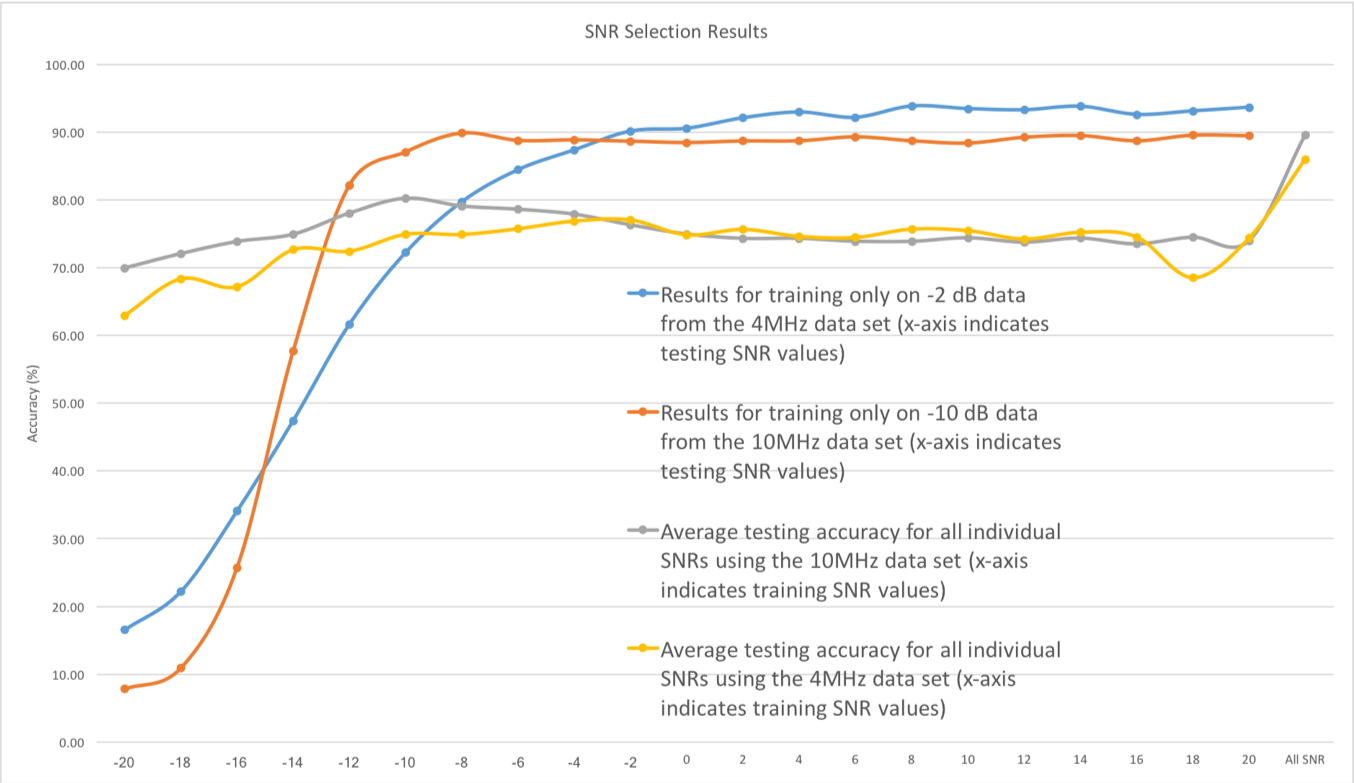 SNR Selection Results
100.00
90.00
80.00
70.00
60.00
50.00
40.00
30.00
20.00
10.00
0.00
Accuracy (%)
Results for training only on -2 dB data
from the 4MHz data set (x-axis indicates
testing SNR values)
Results for training only on -10 dB data
from the 10MHz data set (x-axis indicates
testing SNR values)
Average testing accuracy for all individual
SNRs using the 10MHz data set (x-axis
indicates training SNR values)
Average testing accuracy for all individual
SNRs using the 4MHz data set (x-axis
indicates training SNR values)
-20 -18 -16 -14 -12 -10 -8 -6 -4 -2 0 2 4 6 8 10 12 14 16 18 20 All SNR